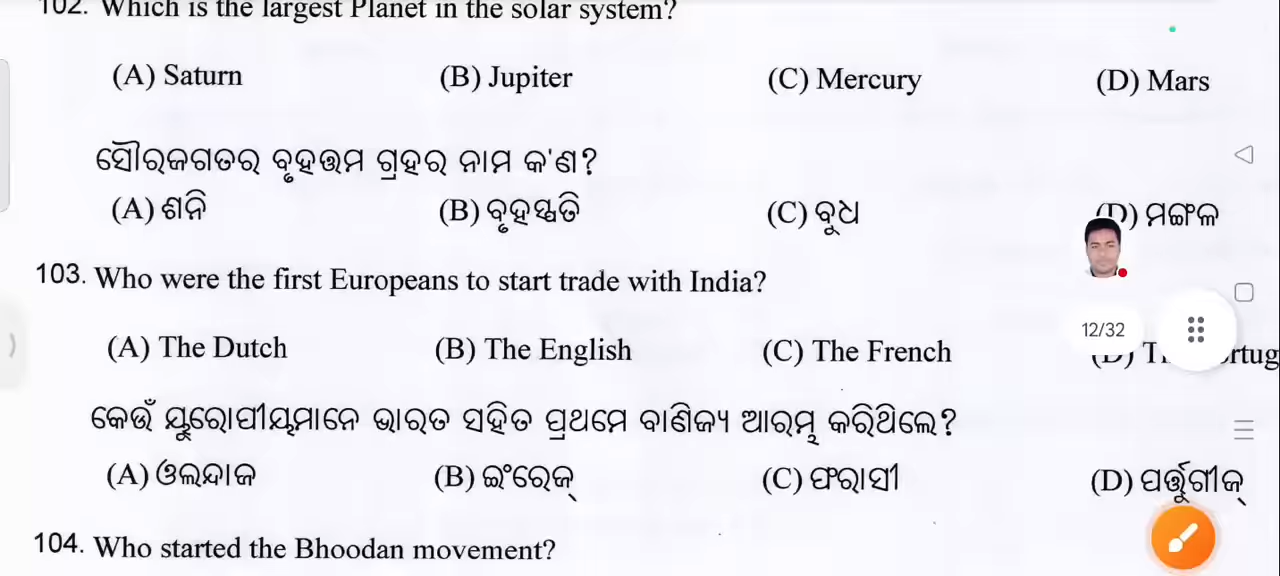 102. Which is the largest Planet in the solar system?
(A) Saturn (B) Jupiter (C) Mercury (D) Mars
ସୌରଜଗତର ବୃହତ୍ତମ ଗ୍ରହର ନାମ କ'ଣ?
(A) ଶନି (B) ବୃହସ୍ପତି (C) ବୁଧ (D) ମଙ୍ଗଳ
103. Who were the first Europeans to start trade with India?
12/32
(A) The Dutch (B) The English (C) The French (D)
କେଉଁ ୟୁରୋପୀୟମାନେ ଭାରତ ସହିତ ପ୍ରଥମେ ବାଣିଜ୍ୟ ଆରମ୍ଭ କରିଥିଲେ?
(A) ଓଲନ୍ଦାଜ (B) ଇଂରେଜ୍ (C) ଫରାସୀ (D) ପର୍ତ୍ତୁଗୀଜ୍
104. Who started the Bhoodan movement?